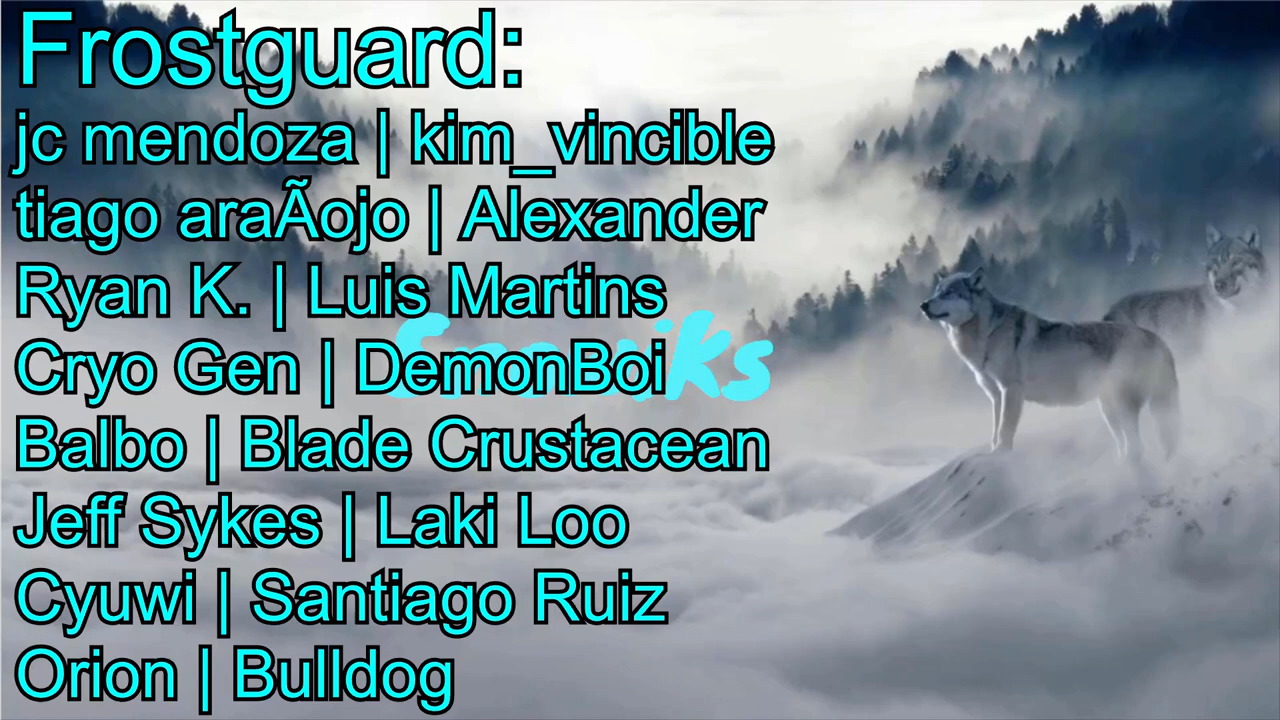 Frostguard:
jc mendoza | kim_vincible
tiago araÃojo | Alexander
Ryan K. | Luis Martins
Cryo Gen | DemonBoi
Balbo | Blade Crustacean
Jeff Sykes | Laki Loo
Cyuwi | Santiago Ruiz
Orion | Bulldog